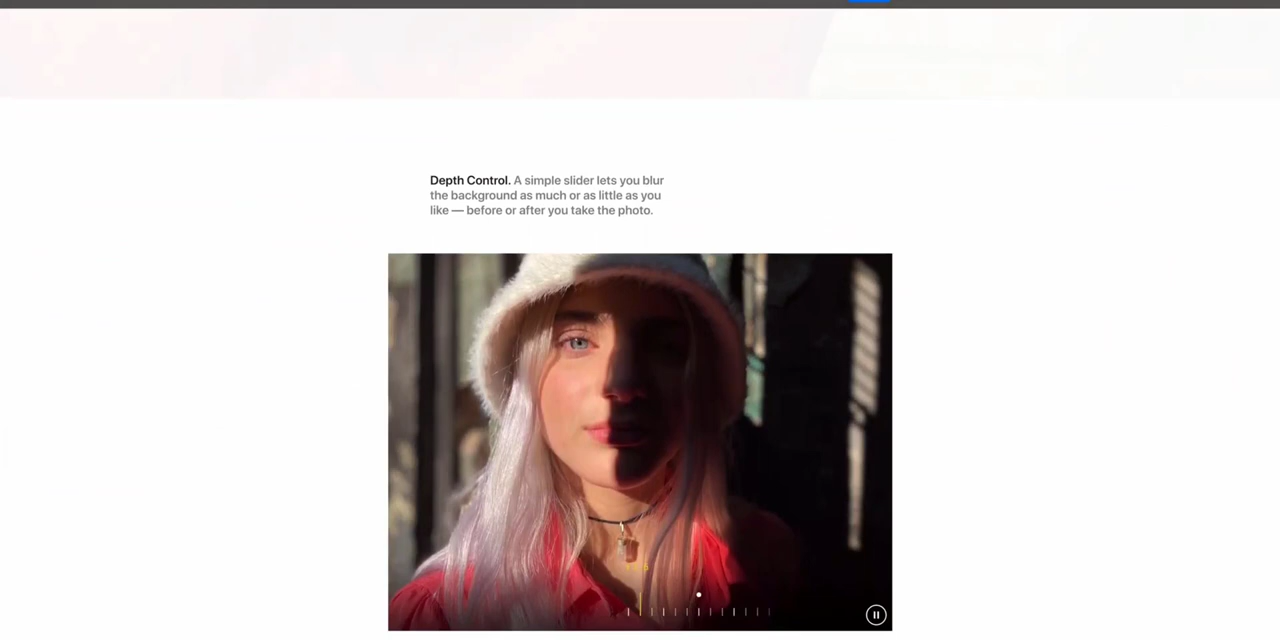 Depth Control. A simple slider lets you blur
the background as much or as little as you
like — before or after you take the photo.